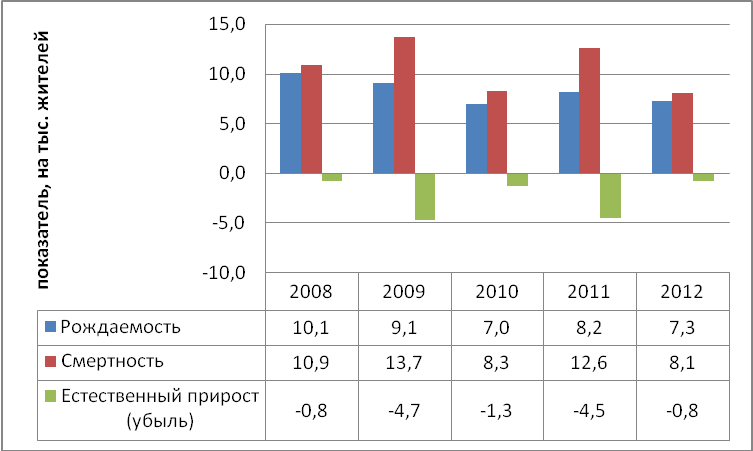 показатель, на тыс. жителей
15,0
10,0
5,0
0,0
-5,0
-10,0
2008 2009 2010 2011 2012
Рождаемость 10,1 9,1 7,0 8,2 7,3
Смертность 10,9 13,7 8,3 12,6 8,1
Естественный прирост
(убыль) -0,8 -4,7 -1,3 -4,5 -0,8